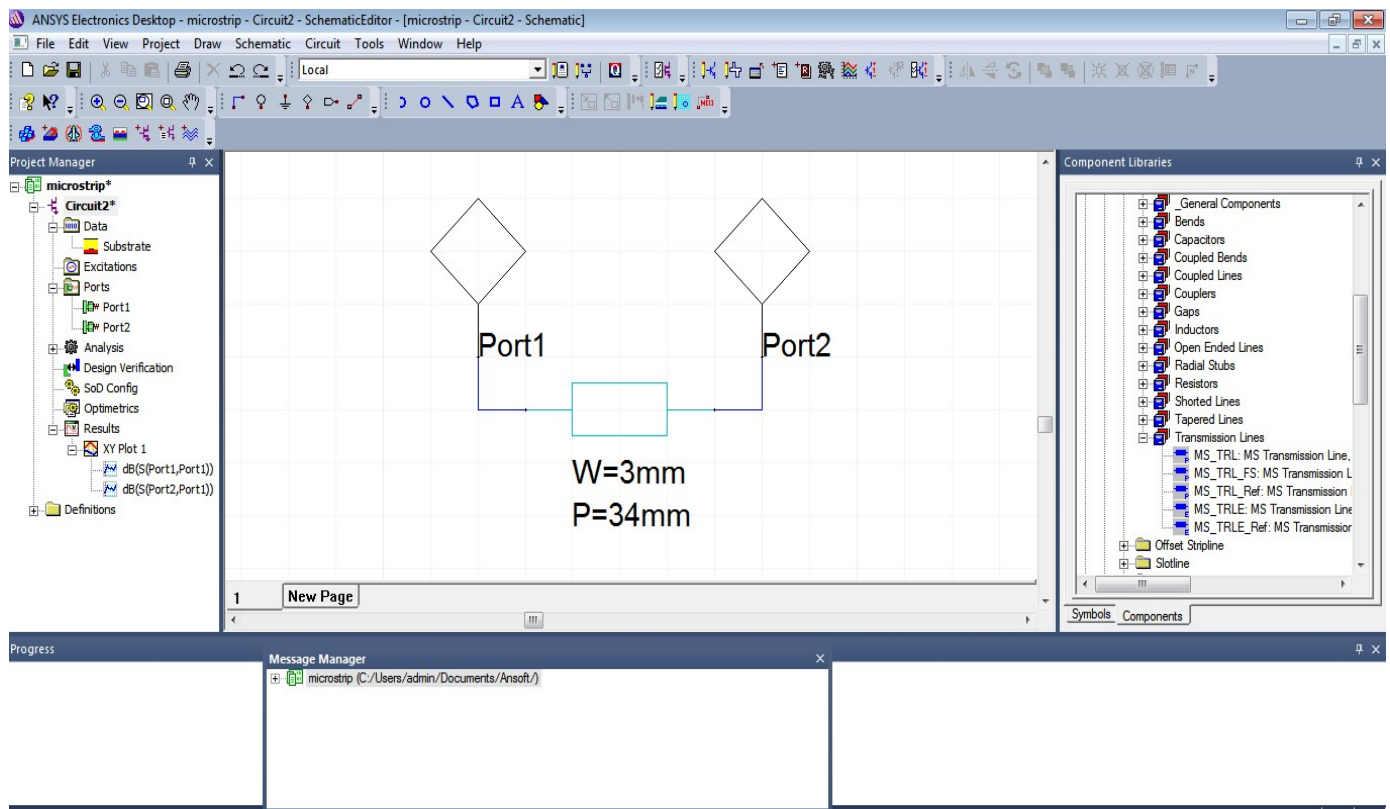 ANSYS Electronics Desktop - microstrip - Circuit2 - SchematicEditor - [microstrip - Circuit2 - Schematic]
File Edit View Project Draw Schematic Circuit Tools Window Help
Local
Project Manager
microstrip*
Circuit2*
Data
Substrate
Excitations
Ports
Port1
Port2
Analysis
Design Verification
SoD Config
Optimetrics
Results
XY Plot 1
dB(S(Port1,Port1))
dB(S(Port2,Port1))
Definitions
Port1
Port2
W=3mm
P=34mm
1 New Page
Component Libraries
_General Components
Bends
Capacitors
Coupled Bends
Coupled Lines
Couplers
Gaps
Inductors
Open Ended Lines
Radial Stubs
Resistors
Shorted Lines
Tapered Lines
Transmission Lines
MS_TRL: MS Transmission Line,
MS_TRL_FS: MS Transmission L
MS_TRL_Ref: MS Transmission
MS_TRLE: MS Transmission Line
MS_TRLE_Ref: MS Transmission
Offset Stripline
Slotline
Symbols Components
Progress
Message Manager
microstrip (C:/Users/admin/Documents/Ansoft/)